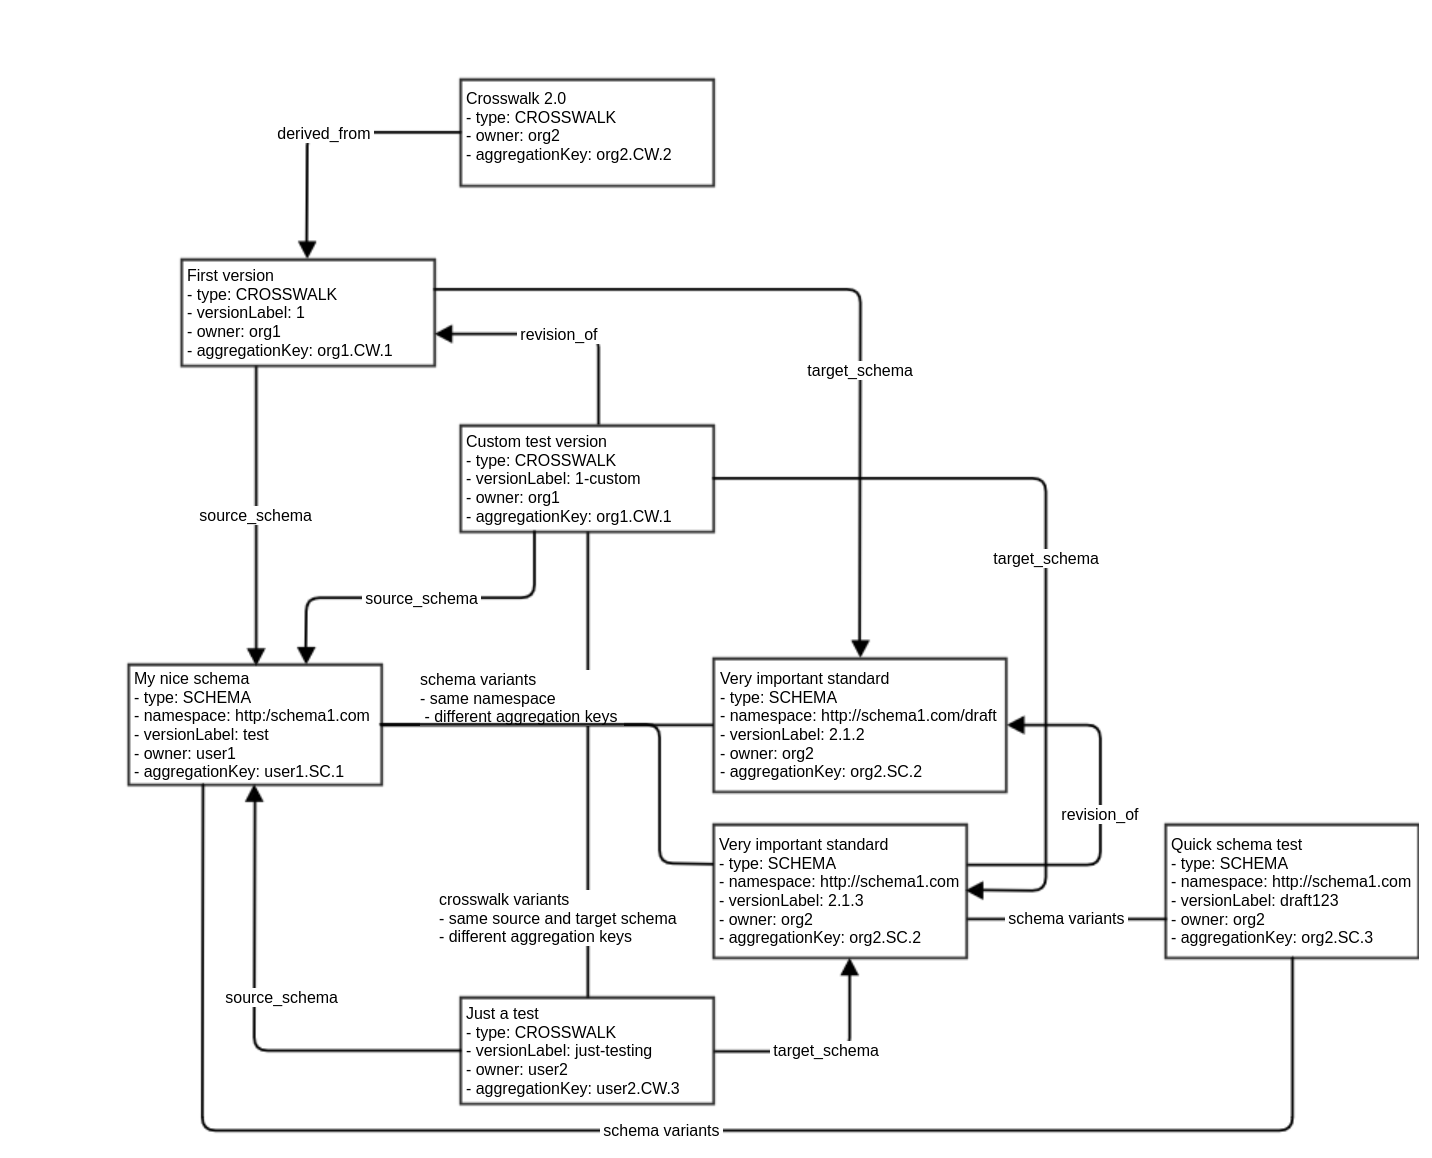 Crosswalk 2.0
- type: CROSSWALK
- owner: org2
- aggregationKey: org2.CW.2
derived_from
First version
- type: CROSSWALK
- versionLabel: 1
- owner: org1
- aggregationKey: org1.CW.1
revision_of
target_schema
Custom test version
- type: CROSSWALK
- versionLabel: 1-custom
- owner: org1
- aggregationKey: org1.CW.1
source_schema
target_schema
source_schema
My nice schema
- type: SCHEMA
- namespace: http:/schema1.com
- versionLabel: test
- owner: user1
- aggregationKey: user1.SC.1
schema variants
- same namespace
- different aggregation keys
Very important standard
- type: SCHEMA
- namespace: http://schema1.com/draft
- versionLabel: 2.1.2
- owner: org2
- aggregationKey: org2.SC.2
revision_of
Very important standard
- type: SCHEMA
- namespace: http://schema1.com
- versionLabel: 2.1.3
- owner: org2
- aggregationKey: org2.SC.2
schema variants
Quick schema test
- type: SCHEMA
- namespace: http://schema1.com
- versionLabel: draft123
- owner: org2
- aggregationKey: org2.SC.3
crosswalk variants
- same source and target schema
- different aggregation keys
source_schema
Just a test
- type: CROSSWALK
- versionLabel: just-testing
- owner: user2
- aggregationKey: user2.CW.3
target_schema
schema variants